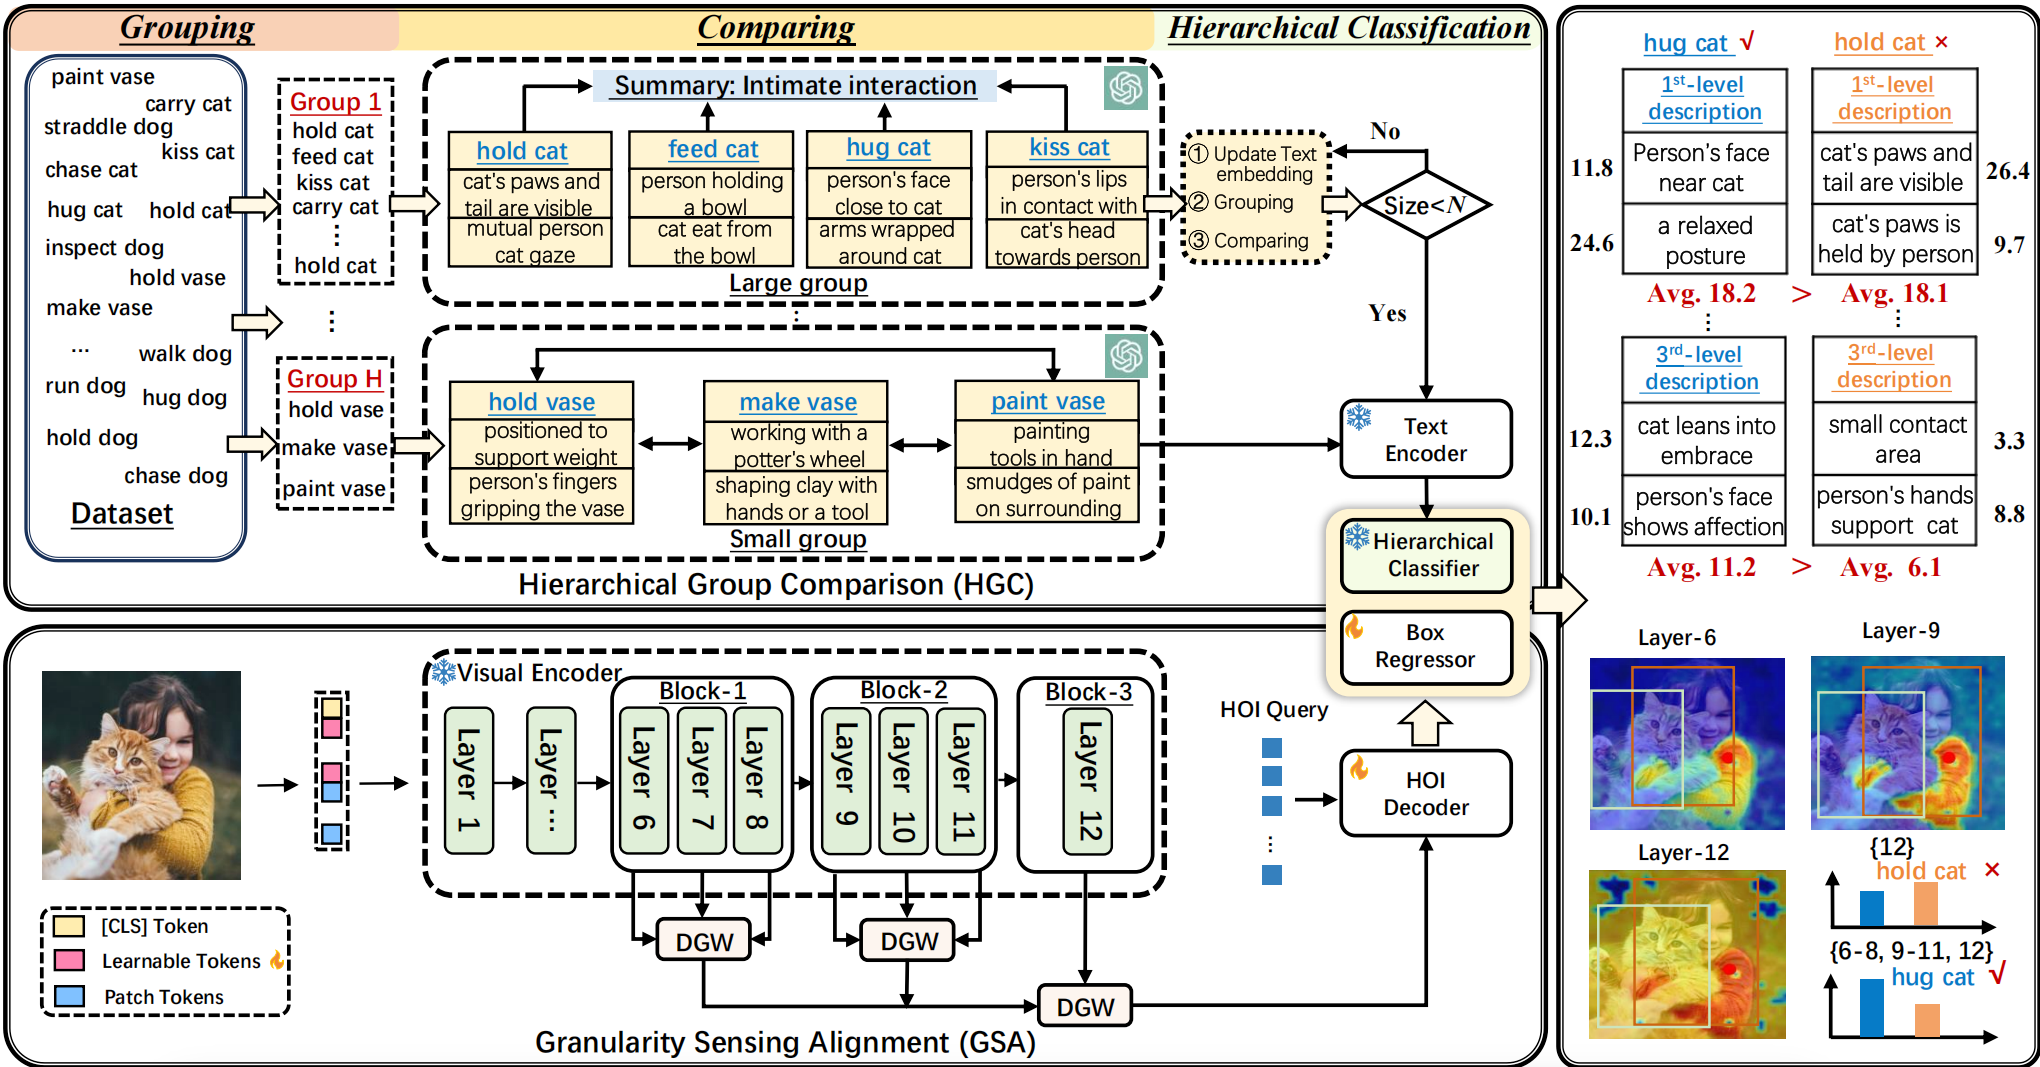 Grouping
Comparing
Hierarchical Classification
paint vase
carry cat
straddle dog
kiss cat
chase cat
hug cat
hold cat
inspect dog
hold vase
make vase
...
walk dog
run dog
hug dog
hold dog
chase dog
Dataset
Group 1
hold cat
feed cat
kiss cat
carry cat
⋮
hold cat
⋮
Group H
hold vase
make vase
paint vase
Summary: Intimate interaction
hold cat
cat's paws and
tail are visible
mutual person
cat gaze
feed cat
person holding
a bowl
cat eat from
the bowl
hug cat
person's face
close to cat
arms wrapped
around cat
kiss cat
person's lips
in contact with
cat's head
towards person
Large group
⋮
hold vase
positioned to
support weight
person's fingers
gripping the vase
make vase
working with a
potter's wheel
shaping clay with
hands or a tool
paint vase
painting
tools in hand
smudges of paint
on surrounding
Small group
Hierarchical Group Comparison (HGC)
① Update Text
embedding
② Grouping
③ Comparing
No
Size<N
Yes
Text
Encoder
Hierarchical
Classifier
Box
Regressor
HOI Query
⋮
HOI
Decoder
Visual Encoder
Layer 1
Layer ...
Block-1
Layer 6
Layer 7
Layer 8
Block-2
Layer 9
Layer 10
Layer 11
Block-3
Layer 12
DGW
DGW
DGW
[CLS] Token
Learnable Tokens
Patch Tokens
Granularity Sensing Alignment (GSA)
hug cat √
hold cat ×
1st-level
description
11.8
Person's face
near cat
24.6
a relaxed
posture
1st-level
description
cat's paws and
tail are visible
26.4
cat's paws is
held by person
9.7
Avg. 18.2 > Avg. 18.1
⋮ ⋮
3rd-level
description
12.3
cat leans into
embrace
10.1
person's face
shows affection
3rd-level
description
small contact
area
3.3
person's hands
support cat
8.8
Avg. 11.2 > Avg. 6.1
Layer-6
Layer-9
Layer-12
{12}
hold cat ×
{6-8, 9-11, 12}
hug cat √